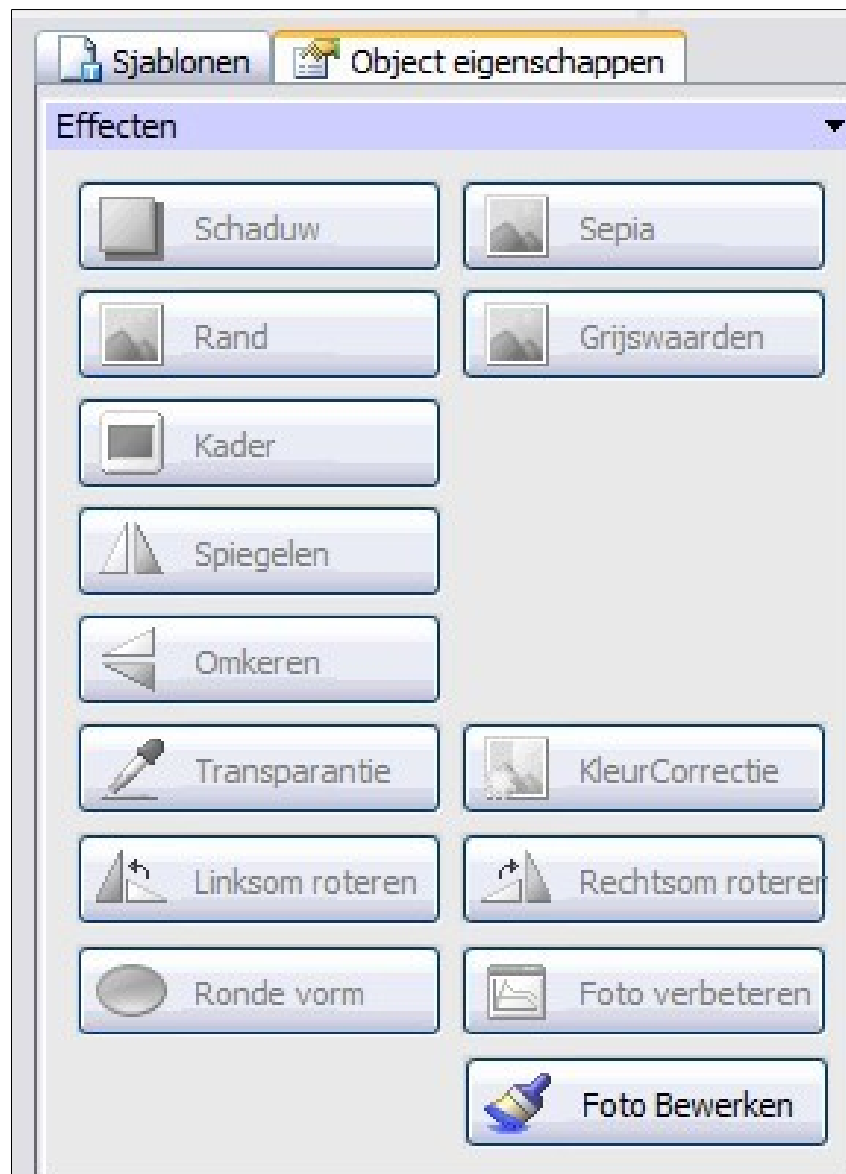 Sjablonen Object eigenschappen
Effecten
Schaduw Sepia
Rand Grijswaarden
Kader
Spiegelen
Omkeren
Transparantie KleurCorrectie
Linksom roteren Rechtsom roteren
Ronde vorm Foto verbeteren
Foto Bewerken